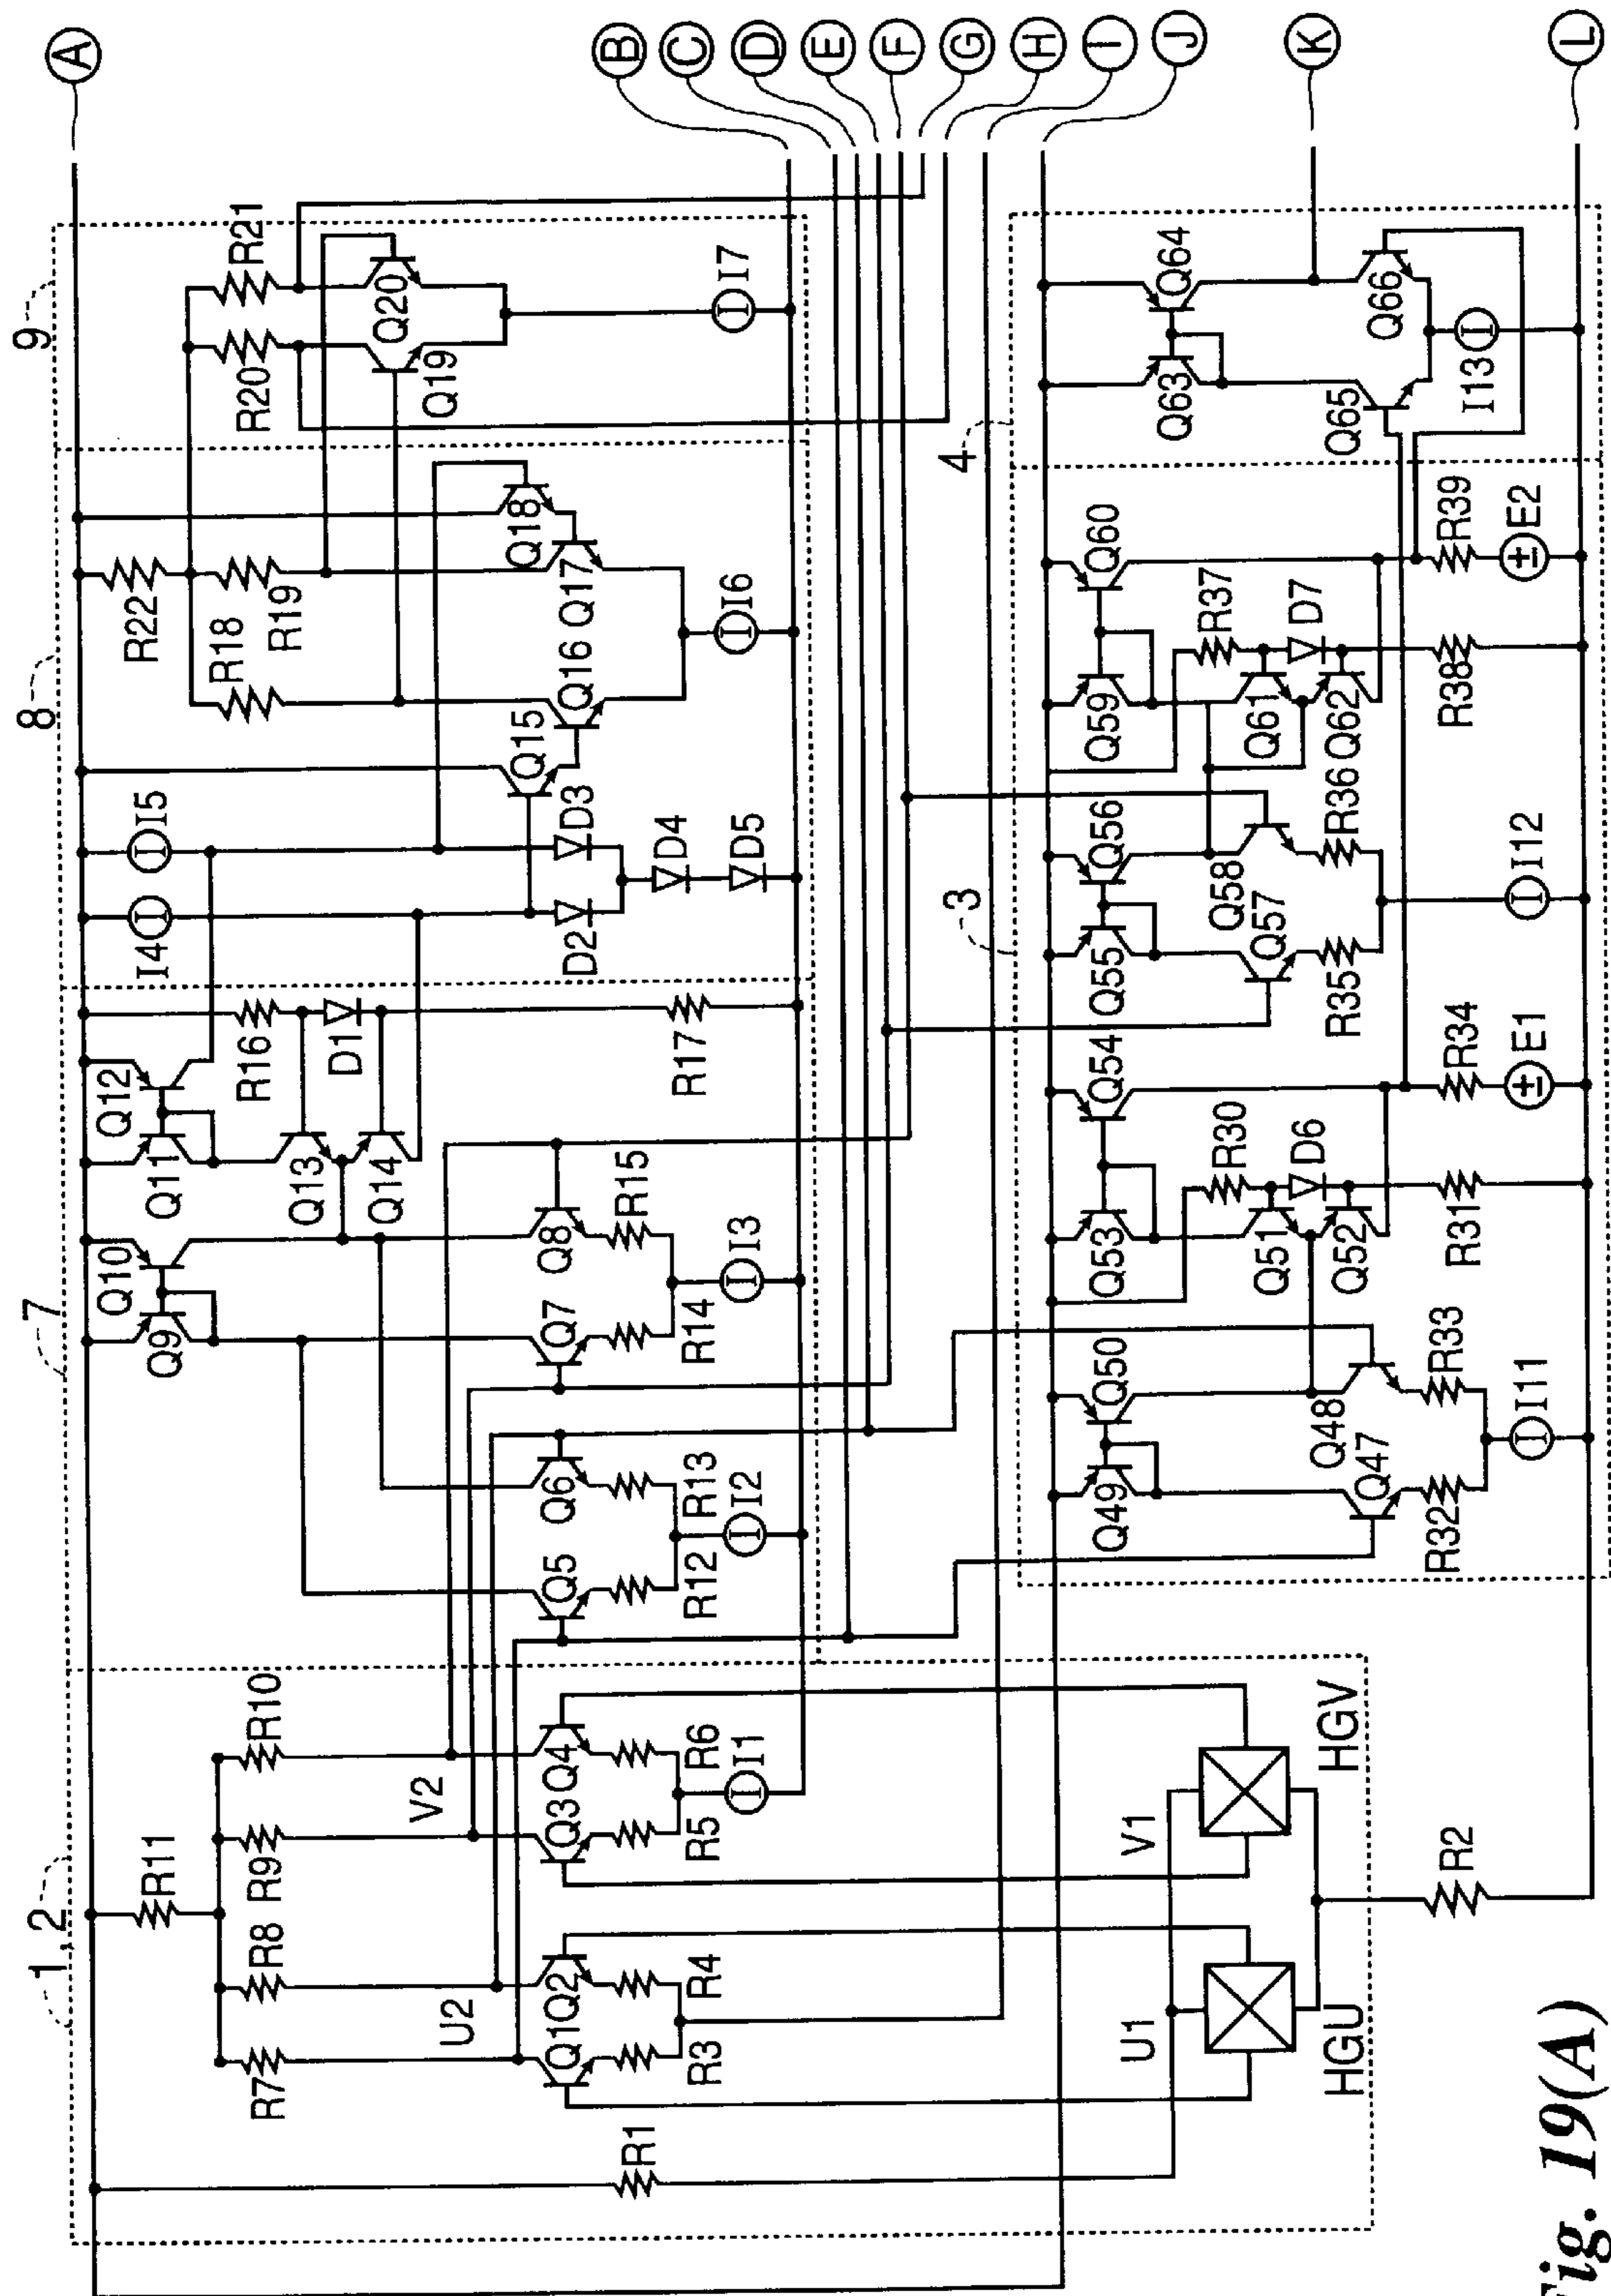 A
B
C
D
E
F
G
H
I
J
K
L
1
2
7
8
9
R11
R7
R8
R9
R10
U2
V2
Q1
Q2
Q3
Q4
R3
R4
R5
R6
I1
R1
U1
V1
HGU
HGV
R2
Q9
Q10
Q11
Q12
Q5
Q6
Q7
Q8
R12
R13
R14
R15
I2
I3
Q13
Q14
R16
D1
R17
I4
I5
D2
D3
D4
D5
Q15
Q16
Q17
Q18
R22
R18
R19
I6
R20
R21
Q19
Q20
I7
3
4
Q49
Q50
Q47
Q48
R32
R33
I11
Q53
Q54
Q51
Q52
R30
D6
R31
R34
E1
Q55
Q56
Q57
Q58
R35
R36
I12
Q59
Q60
Q61
Q62
R37
D7
R38
R39
E2
Q63
Q64
Q65
Q66
I13
Fig. 19(A)